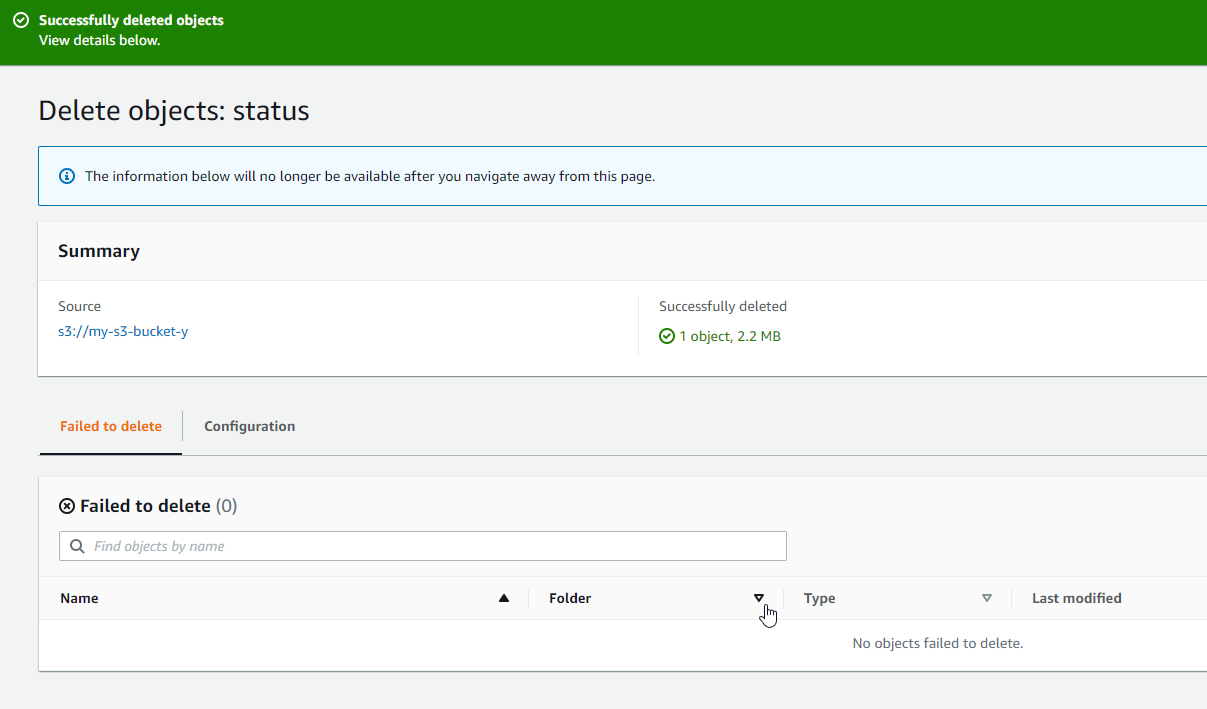 Successfully deleted objects
View details below.
Delete objects: status
The information below will no longer be available after you navigate away from this page.
Summary
Source
s3://my-s3-bucket-y
Successfully deleted
1 object, 2.2 MB
Failed to delete
Configuration
Failed to delete (0)
Find objects by name
Name Folder Type Last modified
No objects failed to delete.